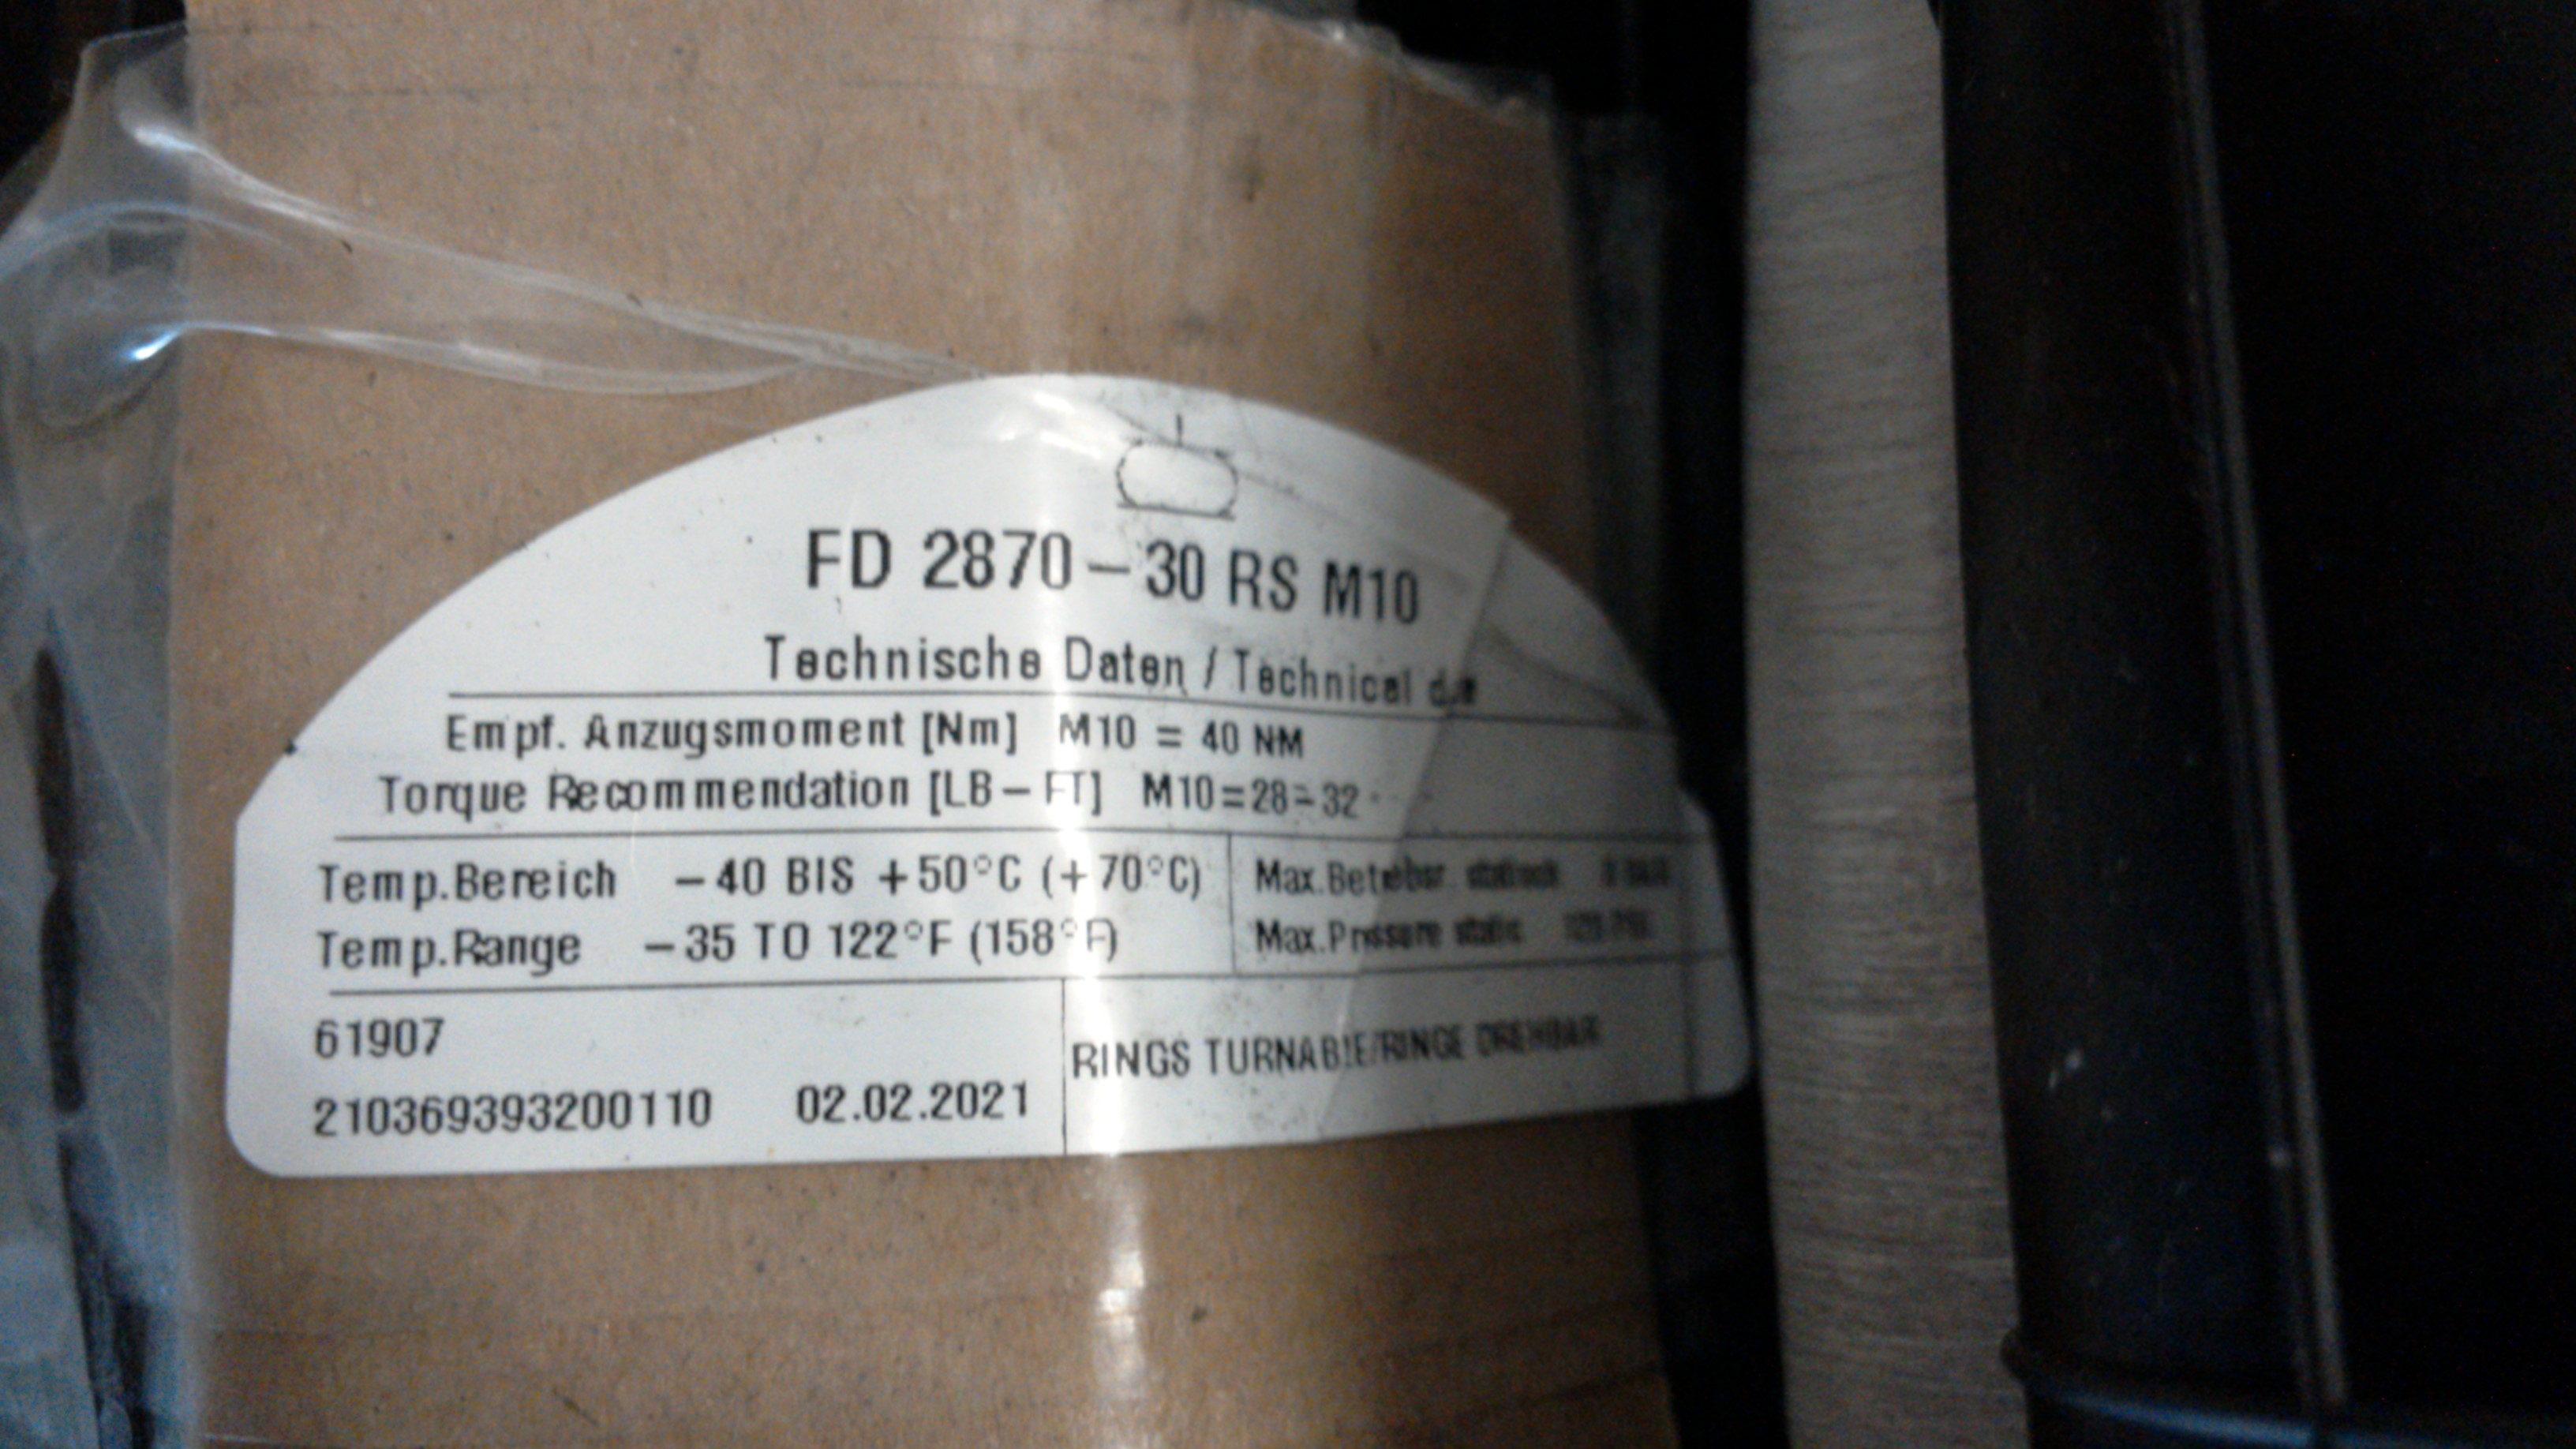 FD 2870-30 RS M10
Technische Daten / Technical
Empf. Anzugsmoment [Nm] M10 = 40 NM
Torque Recommendation [LB-FT] M10=28-32
Temp.Bereich -40 BIS +50°C (+70°C)
Temp.Range -35 TO 122°F (158°F)
Max.
Max.Pressure static
61907
210369393200110 02.02.2021
RINGS TURNABLE/RINGE DREHBAR